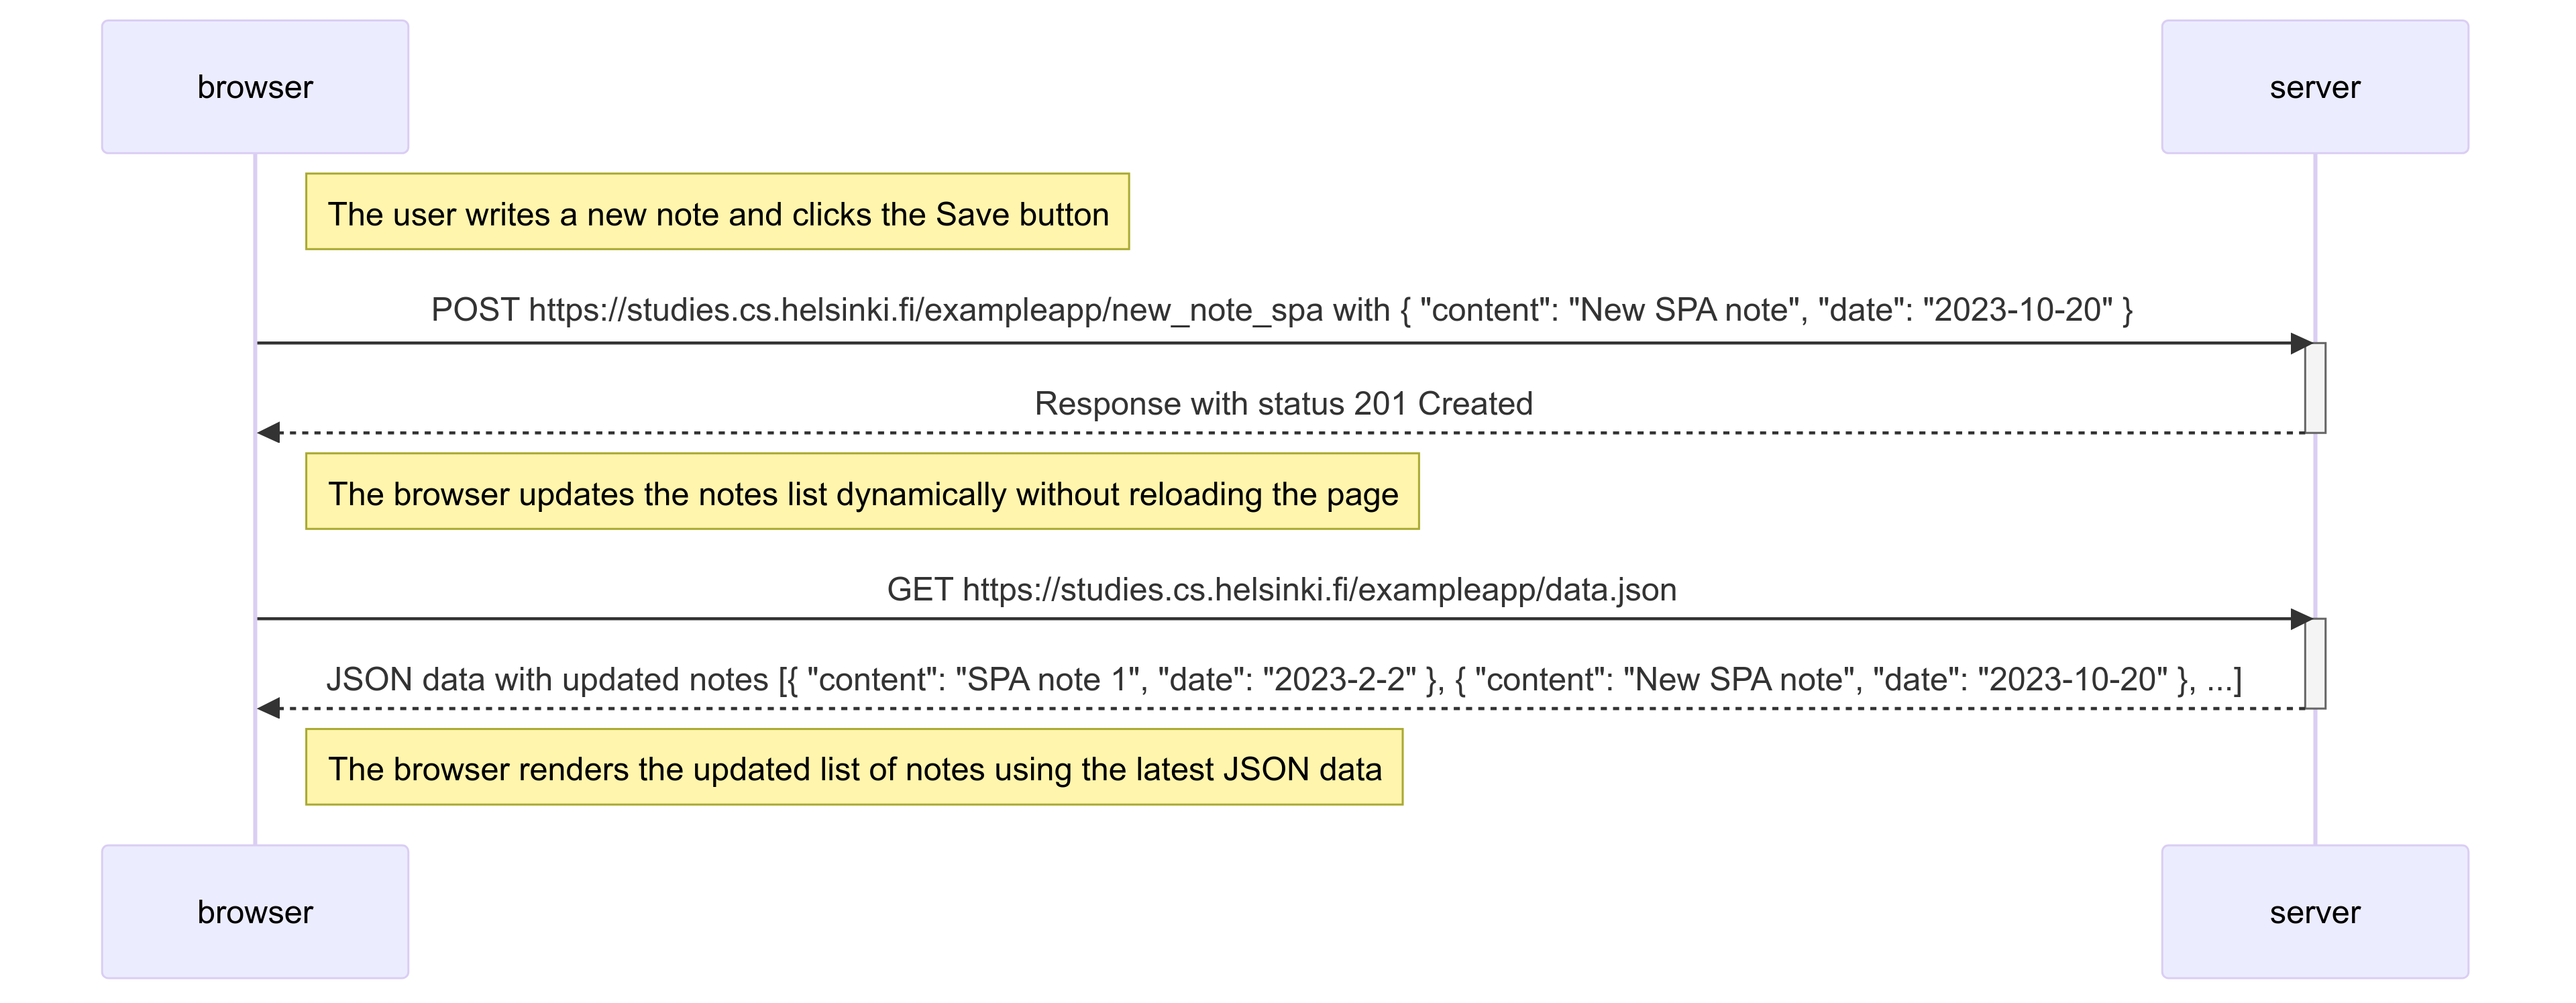 browser
server
The user writes a new note and clicks the Save button
POST https://studies.cs.helsinki.fi/exampleapp/new_note_spa with { "content": "New SPA note", "date": "2023-10-20" }
Response with status 201 Created
The browser updates the notes list dynamically without reloading the page
GET https://studies.cs.helsinki.fi/exampleapp/data.json
JSON data with updated notes [{ "content": "SPA note 1", "date": "2023-2-2" }, { "content": "New SPA note", "date": "2023-10-20" }, ...]
The browser renders the updated list of notes using the latest JSON data
browser
server